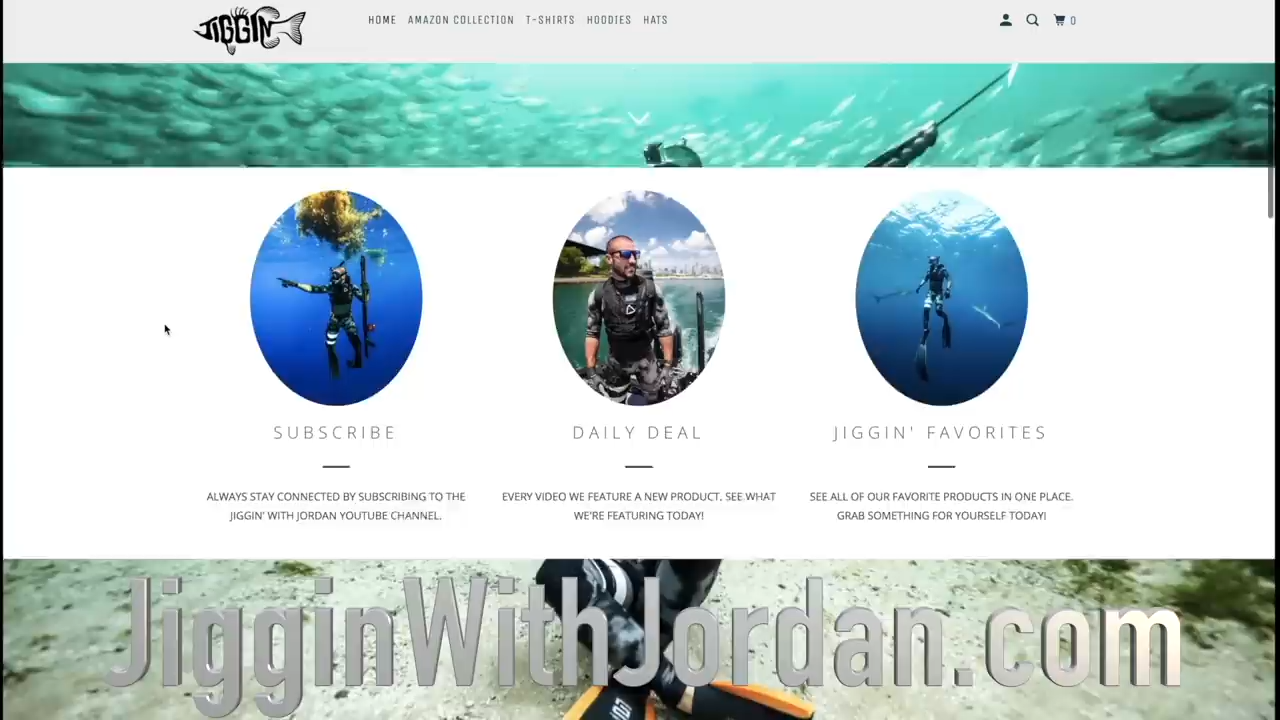 JIGGIN
HOME AMAZON COLLECTION T-SHIRTS HOODIES HATS
0
SUBSCRIBE
DAILY DEAL
JIGGIN' FAVORITES
ALWAYS STAY CONNECTED BY SUBSCRIBING TO THE
JIGGIN' WITH JORDAN YOUTUBE CHANNEL.
EVERY VIDEO WE FEATURE A NEW PRODUCT. SEE WHAT
WE'RE FEATURING TODAY!
SEE ALL OF OUR FAVORITE PRODUCTS IN ONE PLACE.
GRAB SOMETHING FOR YOURSELF TODAY!
JigginWithJordan.com